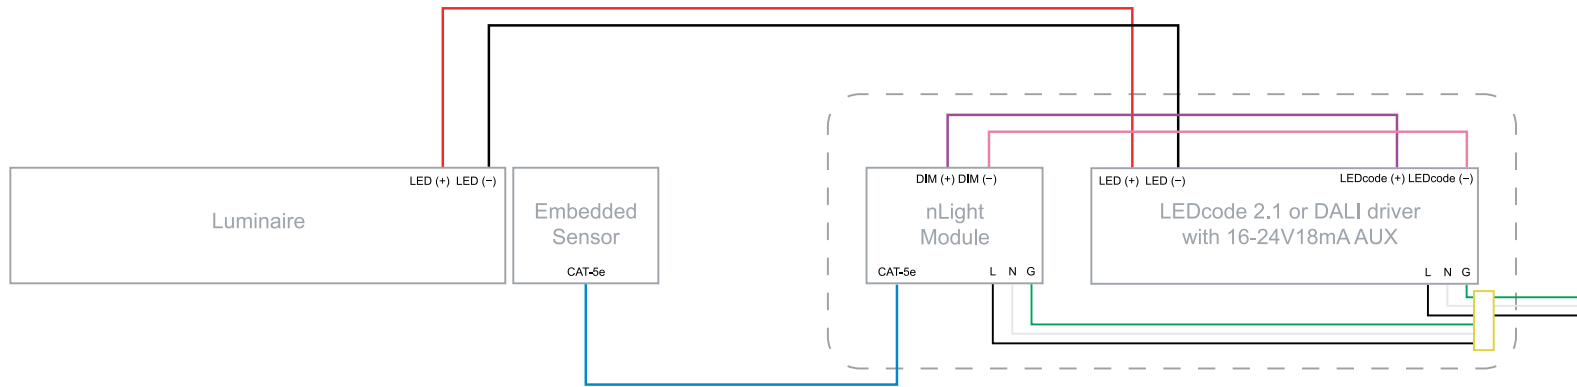 LED (+) LED (−)
Luminaire
Embedded
Sensor
CAT-5e
DIM (+) DIM (−)
nLight
Module
CAT-5e
L N G
LED (+) LED (−)
LEDcode (+) LEDcode (−)
LEDcode 2.1 or DALI driver
with 16-24V18mA AUX
L N G